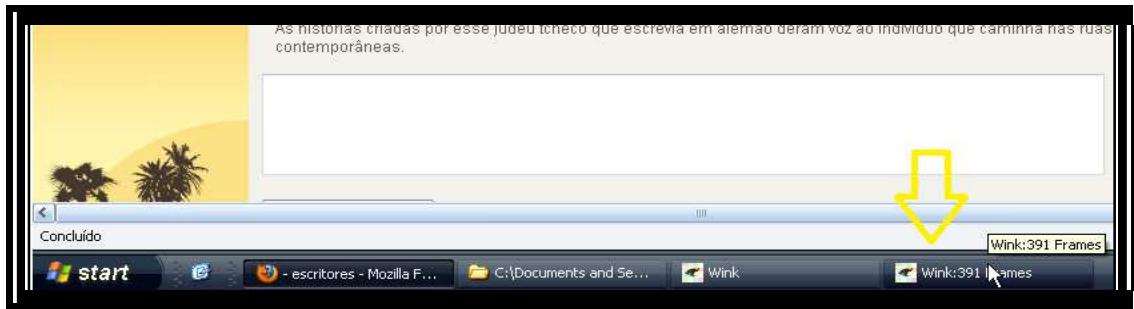 As histórias criadas por esse judeu tcheco que escrevia em alemão deram voz ao indivíduo que caminha nas ruas
contemporâneas.
Concluído
Wink:391 Frames
start
- escritores - Mozilla F...
C:\Documents and Se...
Wink
Wink:391 Frames